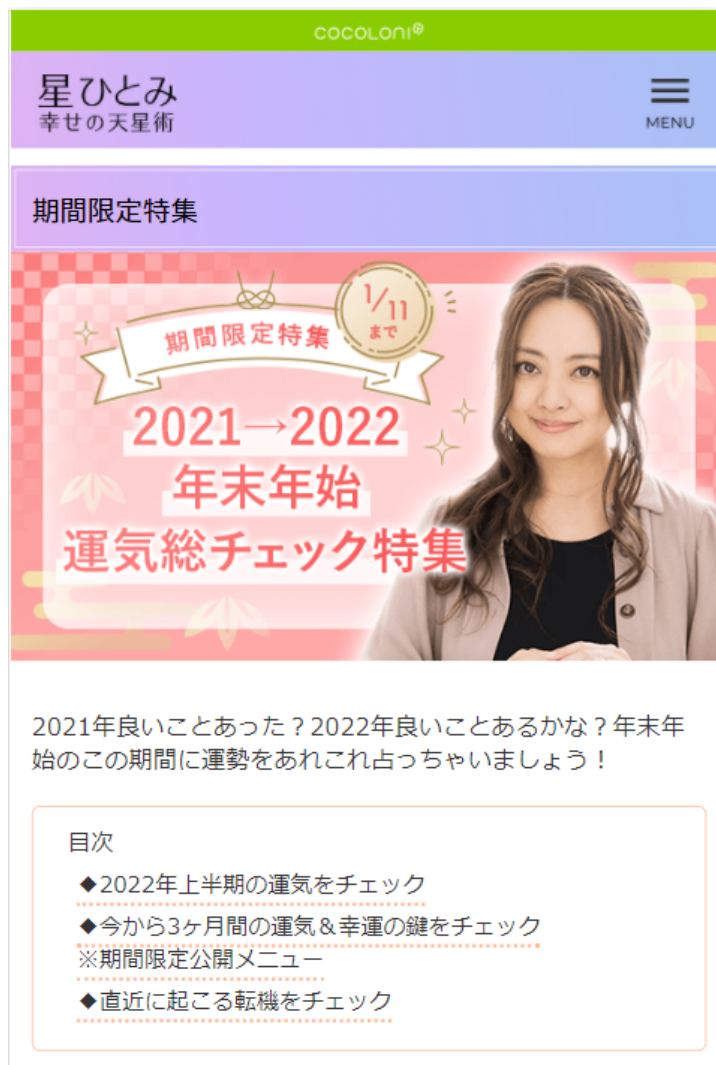 cocoLoni
星ひとみ
幸せの天星術
MENU
期間限定特集
1/11
まで
期間限定特集
2021→2022
年末年始
運気総チェック特集
2021年良いことあった？2022年良いことあるかな？年末年
始のこの期間に運勢をあれこれ占っちゃいましょう！
目次
◆2022年上半期の運気をチェック
◆今から3ヶ月間の運気＆幸運の鍵をチェック
※期間限定公開メニュー
◆直近に起こる転機をチェック